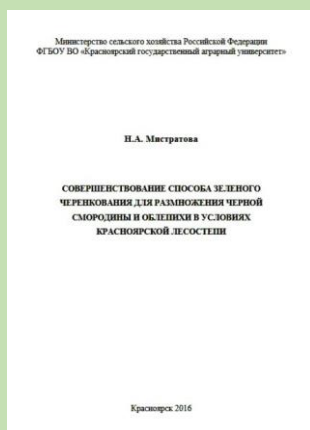 Министерство сельского хозяйства Российской Федерации
ФГБОУ ВО «Красноярский государственный аграрный университет»
Н.А. Мистратова
СОВЕРШЕНСТВОВАНИЕ СПОСОБА ЗЕЛЕНОГО
ЧЕРЕНКОВАНИЯ ДЛЯ РАЗМНОЖЕНИЯ ЧЕРНОЙ
СМОРОДИНЫ И ОБЛЕПИХИ В УСЛОВИЯХ
КРАСНОЯРСКОЙ ЛЕСОСТЕПИ
Красноярск 2016